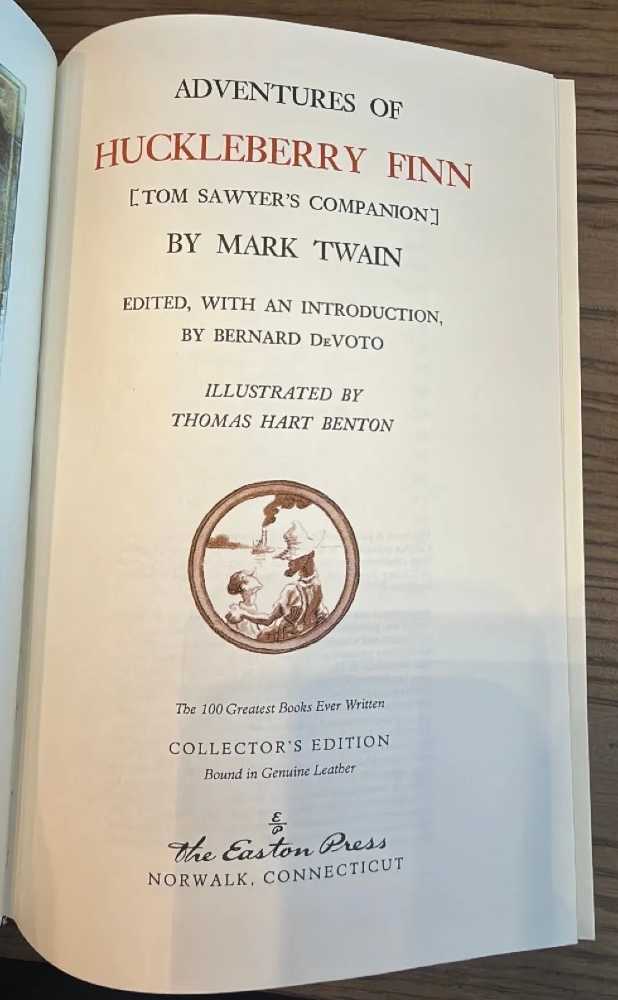 ADVENTURES OF
HUCKLEBERRY FINN
[TOM SAWYER'S COMPANION]
BY MARK TWAIN
EDITED, WITH AN INTRODUCTION,
BY BERNARD DeVOTO
ILLUSTRATED BY
THOMAS HART BENTON
The 100 Greatest Books Ever Written
COLLECTOR'S EDITION
Bound in Genuine Leather
E
P
The Easton Press
NORWALK, CONNECTICUT